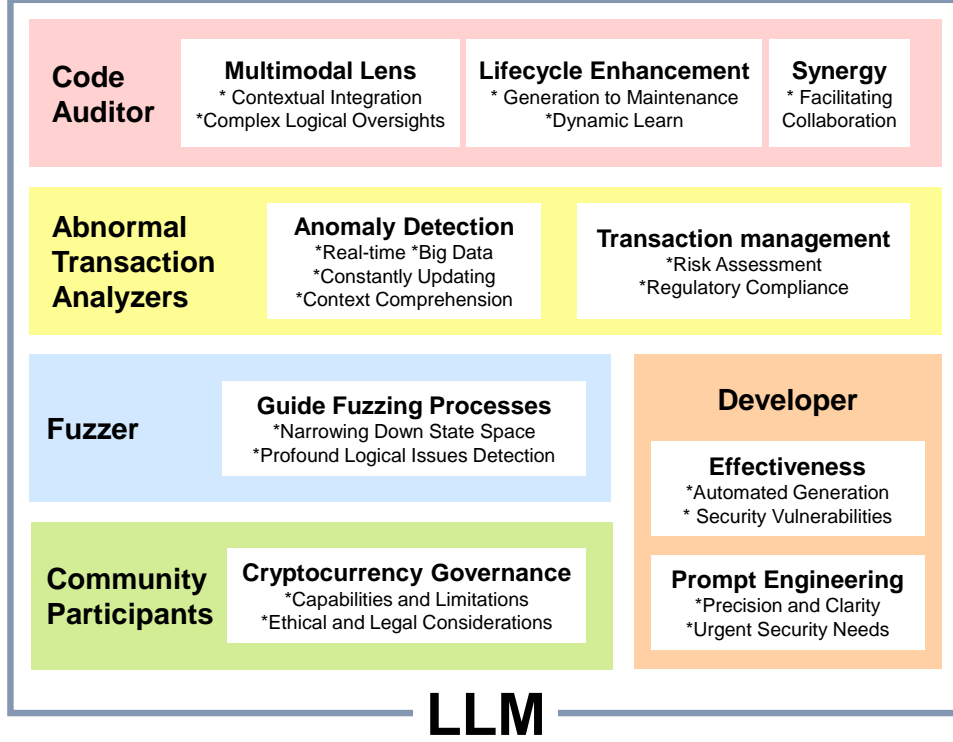 Code
Auditor
Multimodal Lens
* Contextual Integration
*Complex Logical Oversights
Lifecycle Enhancement
* Generation to Maintenance
*Dynamic Learn
Synergy
* Facilitating
Collaboration
Abnormal
Transaction
Analyzers
Anomaly Detection
*Real-time *Big Data
*Constantly Updating
*Context Comprehension
Transaction management
*Risk Assessment
*Regulatory Compliance
Fuzzer
Guide Fuzzing Processes
*Narrowing Down State Space
*Profound Logical Issues Detection
Developer
Effectiveness
*Automated Generation
* Security Vulnerabilities
Prompt Engineering
*Precision and Clarity
*Urgent Security Needs
Community
Participants
Cryptocurrency Governance
*Capabilities and Limitations
*Ethical and Legal Considerations
LLM